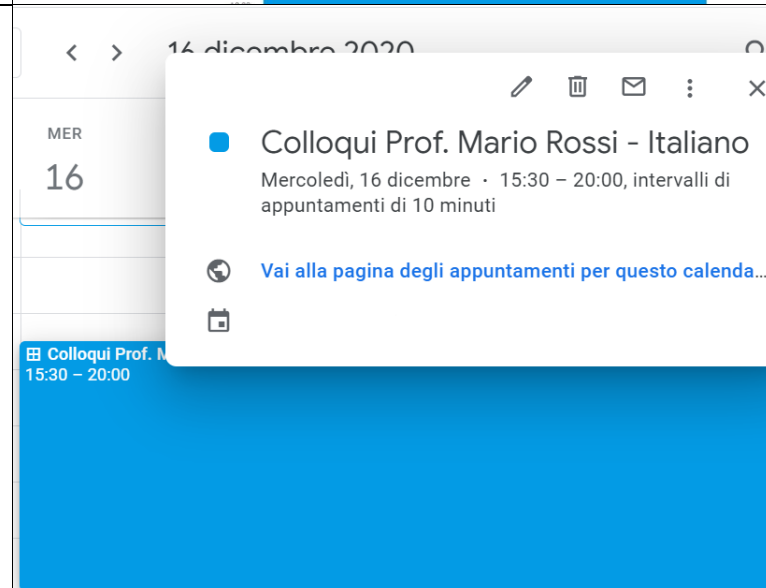 16 dicembre 2020
MER
16
Colloqui Prof. Mario Rossi - Italiano
Mercoledì, 16 dicembre · 15:30 – 20:00, intervalli di
appuntamenti di 10 minuti
Vai alla pagina degli appuntamenti per questo calenda…
Colloqui Prof. M
15:30 – 20:00